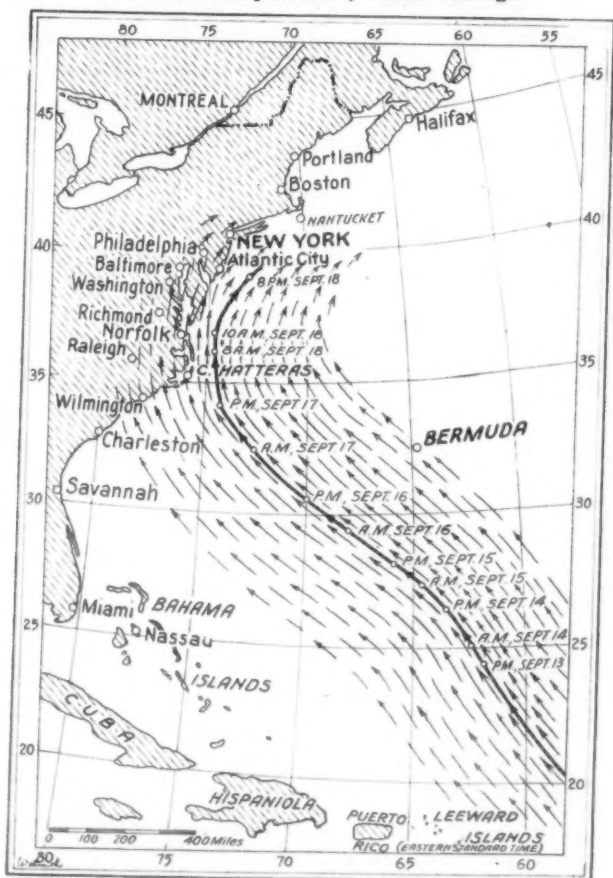 80 75 70 65 60 55
45
MONTREAL
45
Halifax
Portland
Boston
NANTUCKET
40
Philadelphia
NEW YORK
40
Baltimore
Atlantic City
Washington
8 P.M. SEPT. 18
Richmond
Norfolk
10 A.M. SEPT. 18
Raleigh
8 A.M. SEPT. 18
35
C. HATTERAS
35
Wilmington
P.M., SEPT. 17
Charleston
BERMUDA
A.M., SEPT. 17
Savannah
30
P.M., SEPT. 16
30
A.M., SEPT. 16
P.M., SEPT. 15
A.M., SEPT. 15
Miami
BAHAMA
P.M., SEPT. 14
25
Nassau
A.M., SEPT. 14
25
P.M., SEPT. 13
ISLANDS
CUBA
20
20
HISPANIOLA
PUERTO
LEEWARD
0 100 200 400 Miles
ISLANDS
RICO (EASTERN STANDARD TIME)
80 75 70 65 60